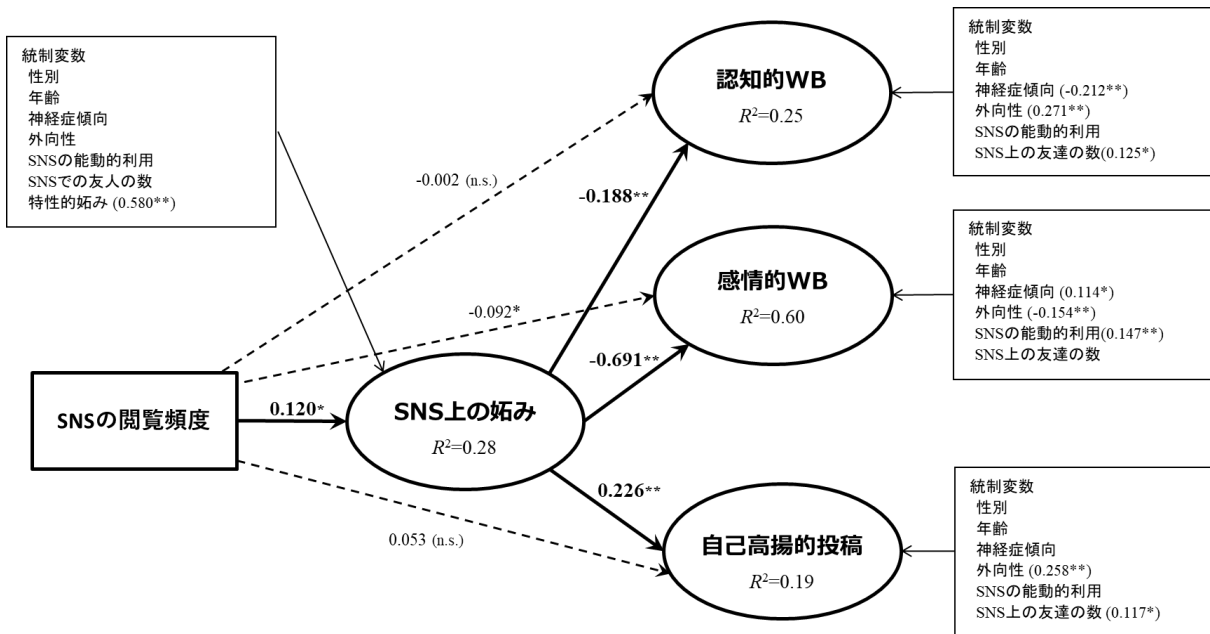 統制変数
性別
年齢
神経症傾向
外向性
SNSの能動的利用
SNSでの友人の数
特性的妬み (0.580**)
認知的WB
R²=0.25
統制変数
性別
年齢
神経症傾向 (-0.212**)
外向性 (0.271**)
SNSの能動的利用
SNS上の友達の数(0.125*)
-0.002 (n.s.)
-0.188**
感情的WB
R²=0.60
統制変数
性別
年齢
神経症傾向 (0.114*)
外向性 (-0.154**)
SNSの能動的利用(0.147**)
SNS上の友達の数
-0.092*
-0.691**
SNSの閲覧頻度
0.120*
SNS上の妬み
R²=0.28
0.226**
0.053 (n.s.)
自己高揚的投稿
R²=0.19
統制変数
性別
年齢
神経症傾向
外向性 (0.258**)
SNSの能動的利用
SNS上の友達の数 (0.117*)